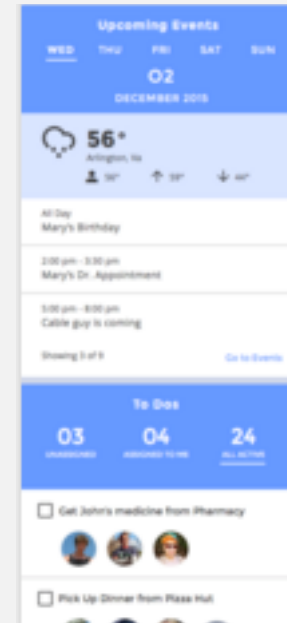 Upcoming Events
WED THU FRI SAT SUN
02
DECEMBER 2015
56°
Arlington, Va
All Day
Mary's Birthday
2:00 pm - 3:30 pm
Mary's Dr. Appointment
5:00 pm - 8:00 pm
Cable guy is coming
Showing 3 of 9 Go to Events
To Dos
03 04 24
UNASSIGNED ASSIGNED TO ME ALL ACTIVE
Get John's medicine from Pharmacy
Pick Up Dinner from Pizza Hut